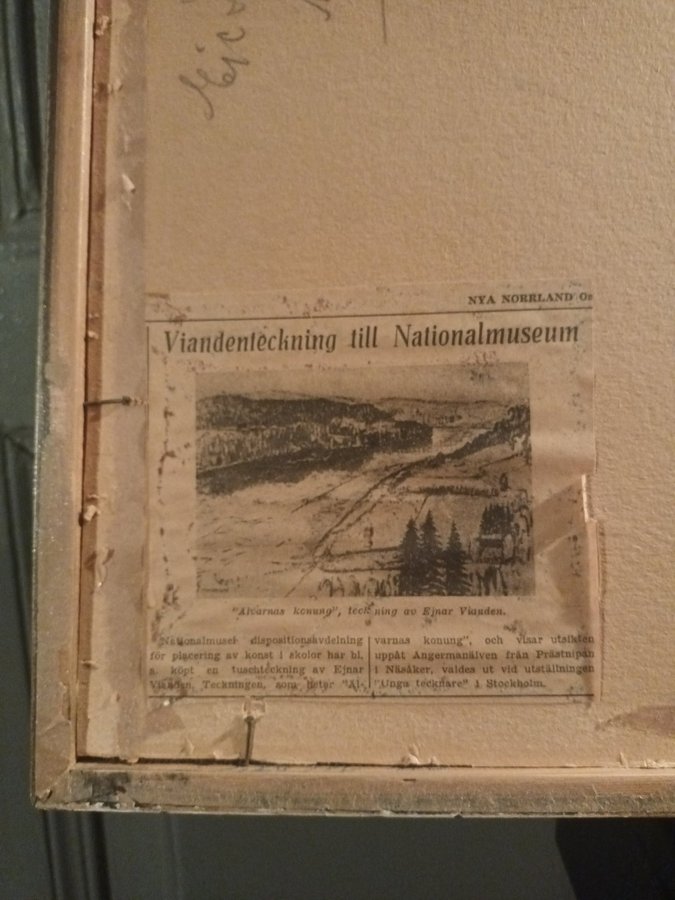 NYA NORRLAND Os
Viandenteckning till Nationalmuseum
"Älvarnas konung", teckning av Ejnar Vianden.
Nationalmusei dispositionsavdelning
för placering av konst i skolor har bl.
a. köpt en tuschteckning av Ejnar
Vianden. Teckningen, som heter "Äl-
varnas konung", och visar utsikten
uppåt Ångermanälven från Prästnipan
i Näsåker, valdes ut vid utställningen
"Unga tecknare" i Stockholm.